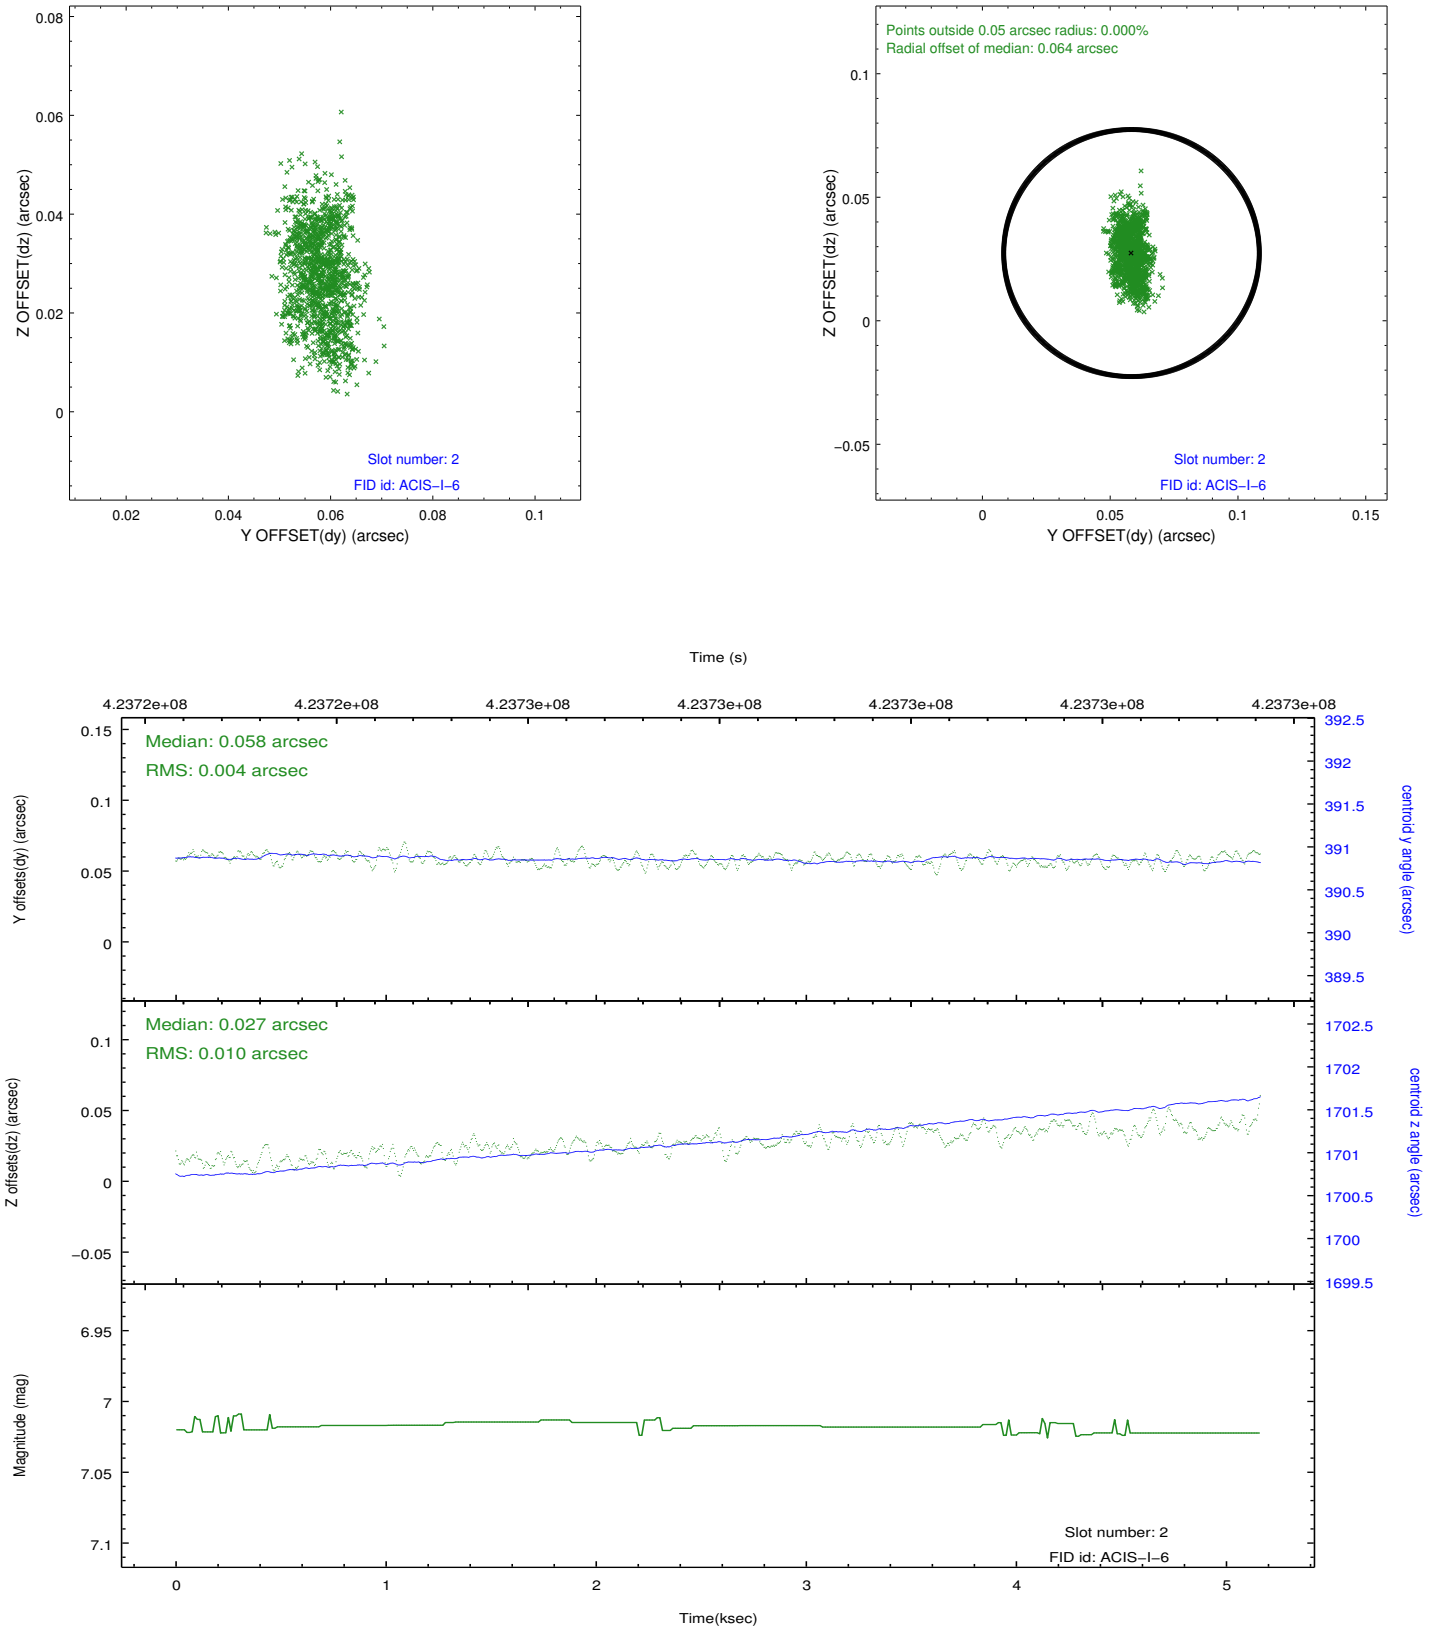 0.08
0.06
0.04
0.02
0
Z OFFSET(dz) (arcsec)
Slot number: 2
FID id: ACIS−I−6
0.02
0.04
0.06
0.08
0.1
Y OFFSET(dy) (arcsec)
Points outside 0.05 arcsec radius: 0.000%
Radial offset of median: 0.064 arcsec
0.1
0.05
0
−0.05
Z OFFSET(dz) (arcsec)
Slot number: 2
FID id: ACIS−I−6
0
0.05
0.1
0.15
Y OFFSET(dy) (arcsec)
Time (s)
4.2372e+08
4.2372e+08
4.2373e+08
4.2373e+08
4.2373e+08
4.2373e+08
4.2373e+08
Median: 0.058 arcsec
RMS: 0.004 arcsec
0.15
0.1
0.05
0
Y offsets(dy) (arcsec)
392.5
392
391.5
391
390.5
390
389.5
centroid y angle (arcsec)
Median: 0.027 arcsec
RMS: 0.010 arcsec
0.1
0.05
0
−0.05
Z offsets(dz) (arcsec)
1702.5
1702
1701.5
1701
1700.5
1700
1699.5
centroid z angle (arcsec)
6.95
7
7.05
7.1
Magnitude (mag)
Slot number: 2
FID id: ACIS−I−6
0
1
2
3
4
5
Time(ksec)